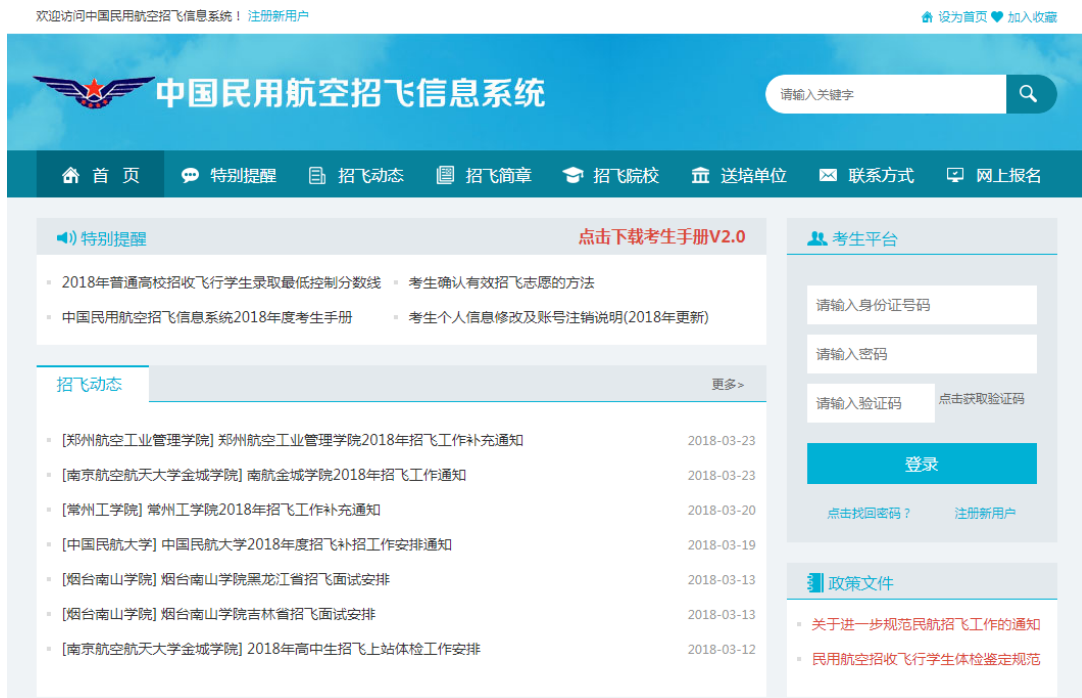 欢迎访问中国民用航空招飞信息系统！ 注册新用户
设为首页 加入收藏
中国民用航空招飞信息系统
请输入关键字
首 页 特别提醒 招飞动态 招飞简章 招飞院校 送培单位 联系方式 网上报名
特别提醒 点击下载考生手册V2.0
2018年普通高校招收飞行学生录取最低控制分数线 考生确认有效招飞志愿的方法
中国民用航空招飞信息系统2018年度考生手册 考生个人信息修改及账号注销说明(2018年更新)
招飞动态 更多>
[郑州航空工业管理学院] 郑州航空工业管理学院2018年招飞工作补充通知 2018-03-23
[南京航空航天大学金城学院] 南航金城学院2018年招飞工作通知 2018-03-23
[常州工学院] 常州工学院2018年招飞工作补充通知 2018-03-20
[中国民航大学] 中国民航大学2018年度招飞补招工作安排通知 2018-03-19
[烟台南山学院] 烟台南山学院黑龙江省招飞面试安排 2018-03-13
[烟台南山学院] 烟台南山学院吉林省招飞面试安排 2018-03-13
[南京航空航天大学金城学院] 2018年高中生招飞上站体检工作安排 2018-03-12
考生平台
请输入身份证号码
请输入密码
请输入验证码 点击获取验证码
登录
点击找回密码？ 注册新用户
政策文件
关于进一步规范民航招飞工作的通知
民用航空招收飞行学生体检鉴定规范